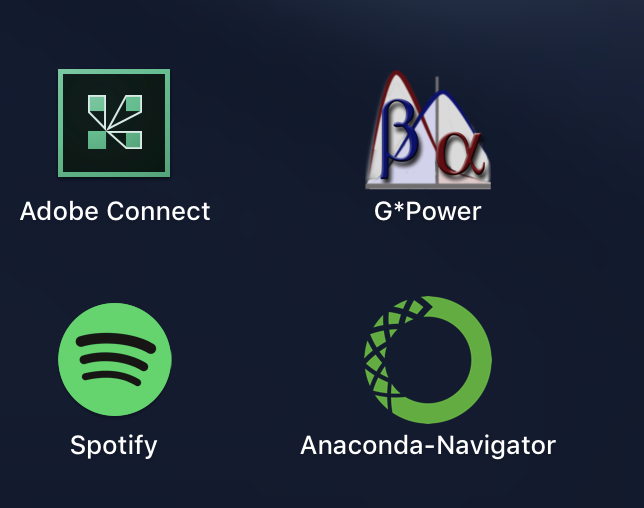 β α
Adobe Connect
G*Power
Spotify
Anaconda-Navigator